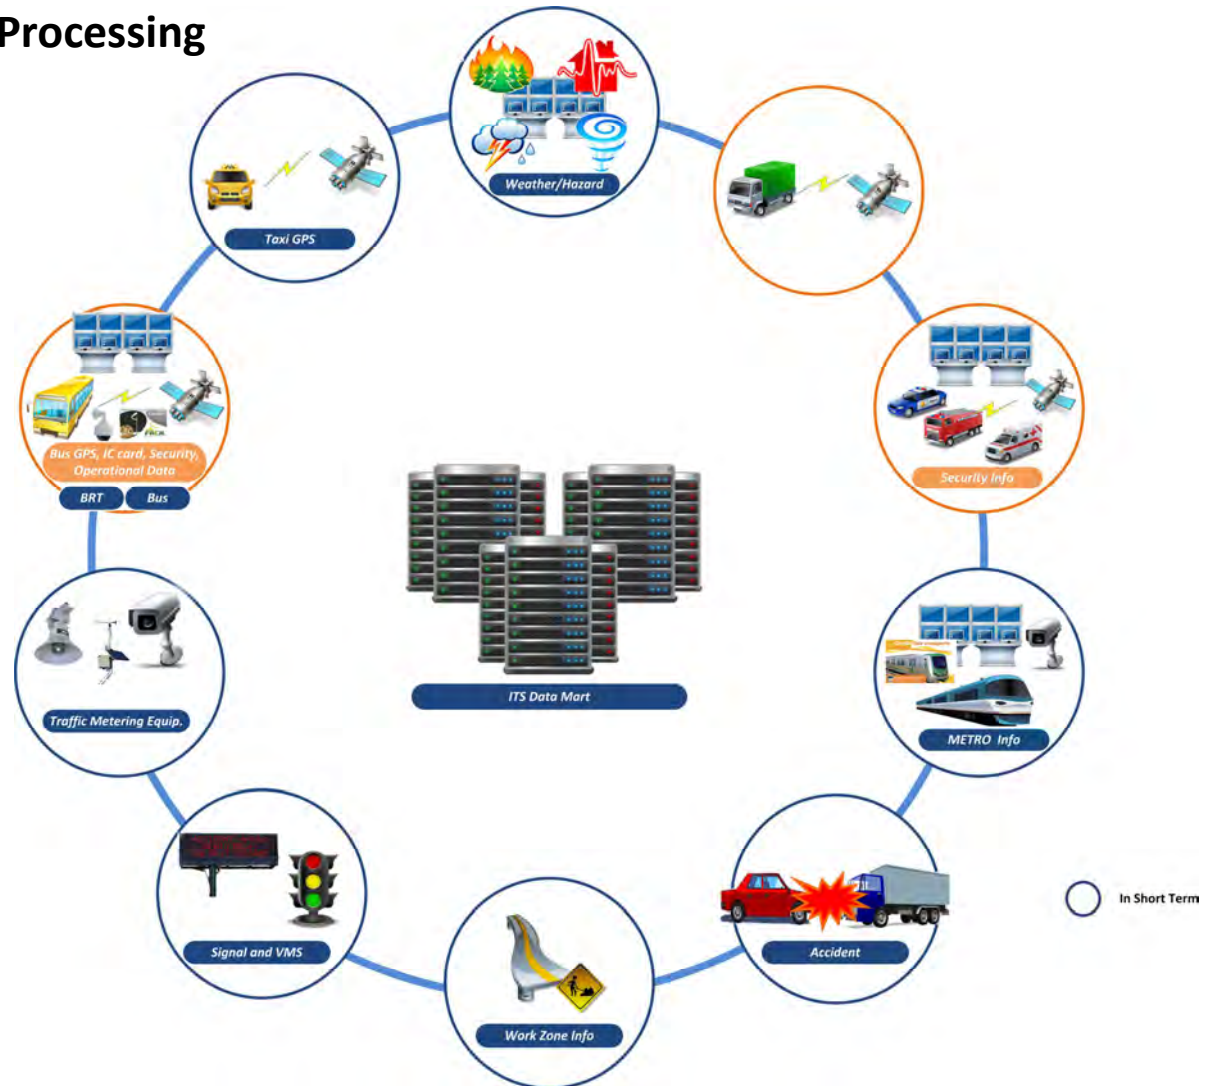 Processing
Weather/Hazard
Taxi GPS
Bus GPS, IC card, Security,
Operational Data
BRT
Bus
Security Info
ITS Data Mart
Traffic Metering Equip.
METRO Info
Signal and VMS
Accident
Work Zone Info
In Short Term